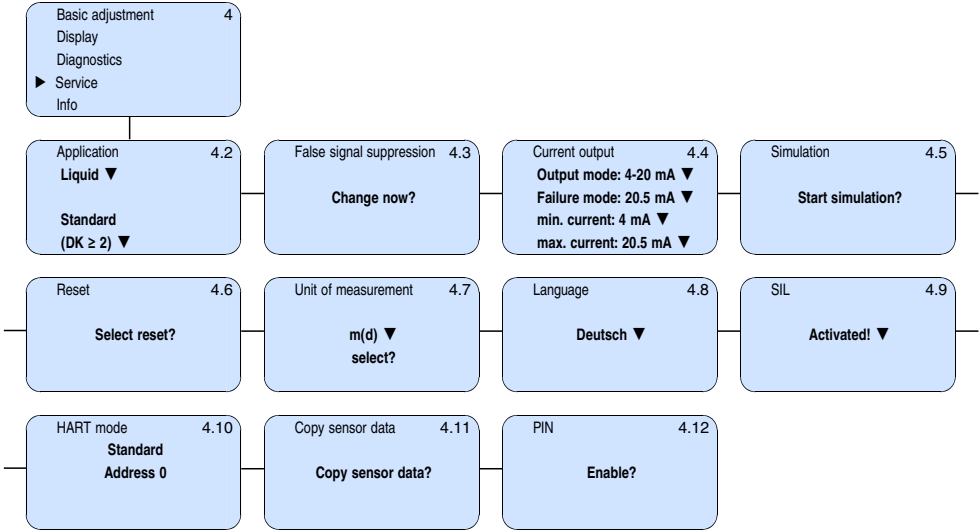 Basic adjustment 4
Display
Diagnostics
▶ Service
Info
Application 4.2
Liquid ▼
Standard
(DK ≥ 2) ▼
False signal suppression 4.3
Change now?
Current output 4.4
Output mode: 4-20 mA ▼
Failure mode: 20.5 mA ▼
min. current: 4 mA ▼
max. current: 20.5 mA ▼
Simulation 4.5
Start simulation?
Reset 4.6
Select reset?
Unit of measurement 4.7
m(d) ▼
select?
Language 4.8
Deutsch ▼
SIL 4.9
Activated! ▼
HART mode 4.10
Standard
Address 0
Copy sensor data 4.11
Copy sensor data?
PIN 4.12
Enable?